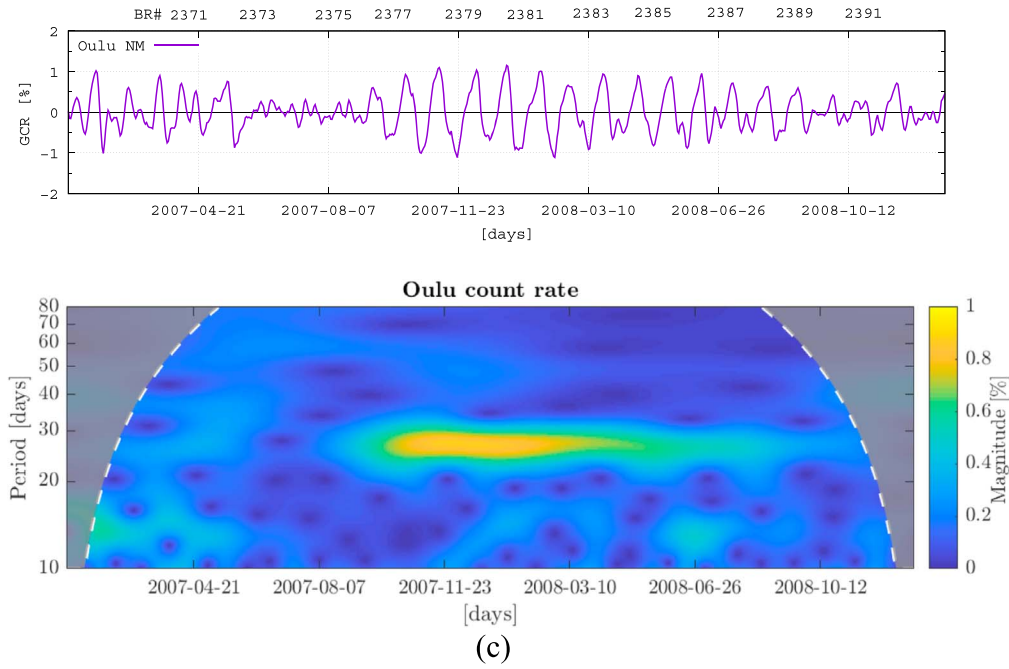 BR# 2371 2373 2375 2377 2379 2381 2383 2385 2387 2389 2391
2
Oulu NM
1
GCR [%]
0
-1
-2
2007-04-21 2007-08-07 2007-11-23 2008-03-10 2008-06-26 2008-10-12
[days]
Oulu count rate
80
70
60
50
40
30
20
10
Period [days]
1
0.8
0.6
0.4
0.2
0
Magnitude [%]
2007-04-21 2007-08-07 2007-11-23 2008-03-10 2008-06-26 2008-10-12
[days]
(c)